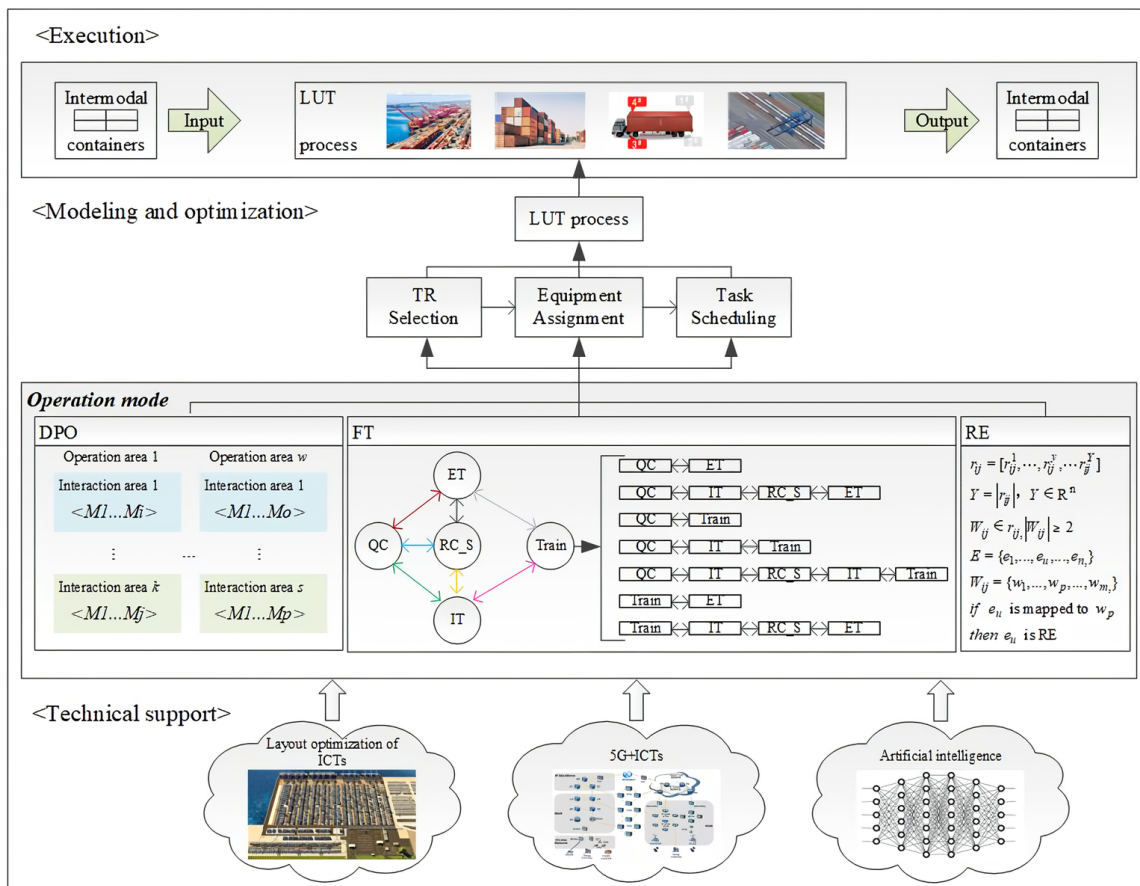 <Execution>
Intermodal
containers
Input
LUT
process
4#
1#
3#
Output
Intermodal
containers
<Modeling and optimization>
LUT process
TR
Selection
Equipment
Assignment
Task
Scheduling
Operation mode
DPO
Operation area 1
Operation area w
Interaction area 1
Interaction area 1
<M1...Mi>
<M1...Mo>
⋮ ... ⋮
Interaction area k
Interaction area s
<M1...Mj>
<M1...Mp>
FT
ET
QC
RC_S
Train
IT
QC ET
QC IT RC_S ET
QC Train
QC IT Train
QC IT RC_S IT Train
Train ET
Train IT RC_S ET
RE
r_ij = [r_ij^1,⋯,r_ij^y,⋯r_ij^Y]
Y = |r_ij|, Y ∈ R^n
W_ij ∈ r_ij, |W_ij| ≥ 2
E = {e_1,...,e_u,...,e_n,}
W_ij = {w_1,...,w_p,...,w_m,}
if e_u is mapped to w_p
then e_u is RE
<Technical support>
Layout optimization of
ICTs
5G+ICTs
Artificial intelligence